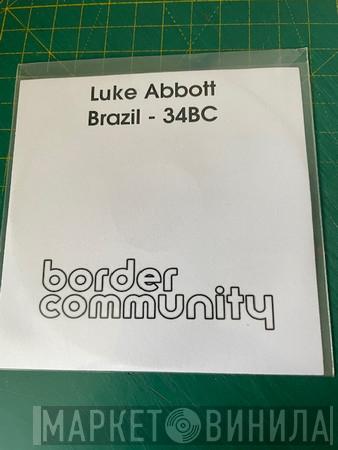 Luke Abbott
Brazil - 34BC
border
community
МАРКЕТ ВИНИЛА